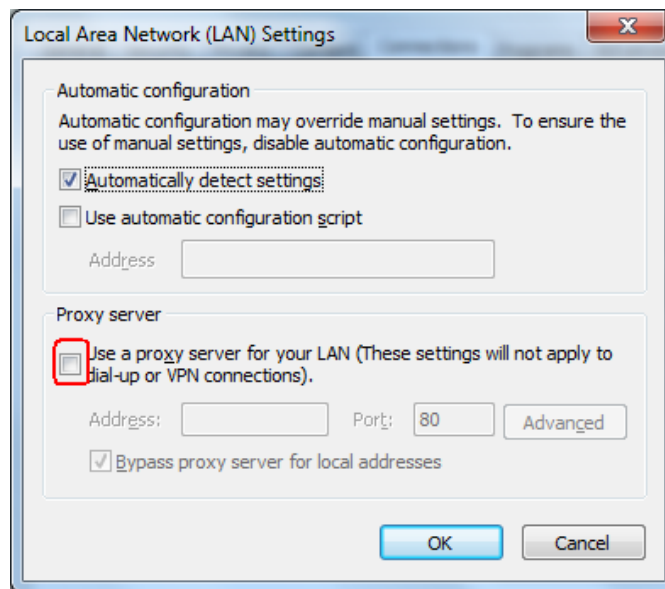 Local Area Network (LAN) Settings
Connections
Automatic configuration
Automatic configuration may override manual settings. To ensure the
use of manual settings, disable automatic configuration.
Automatically detect settings
Use automatic configuration script
Address
Proxy server
Use a proxy server for your LAN (These settings will not apply to
dial-up or VPN connections).
Address: Port: 80 Advanced
Bypass proxy server for local addresses
OK Cancel